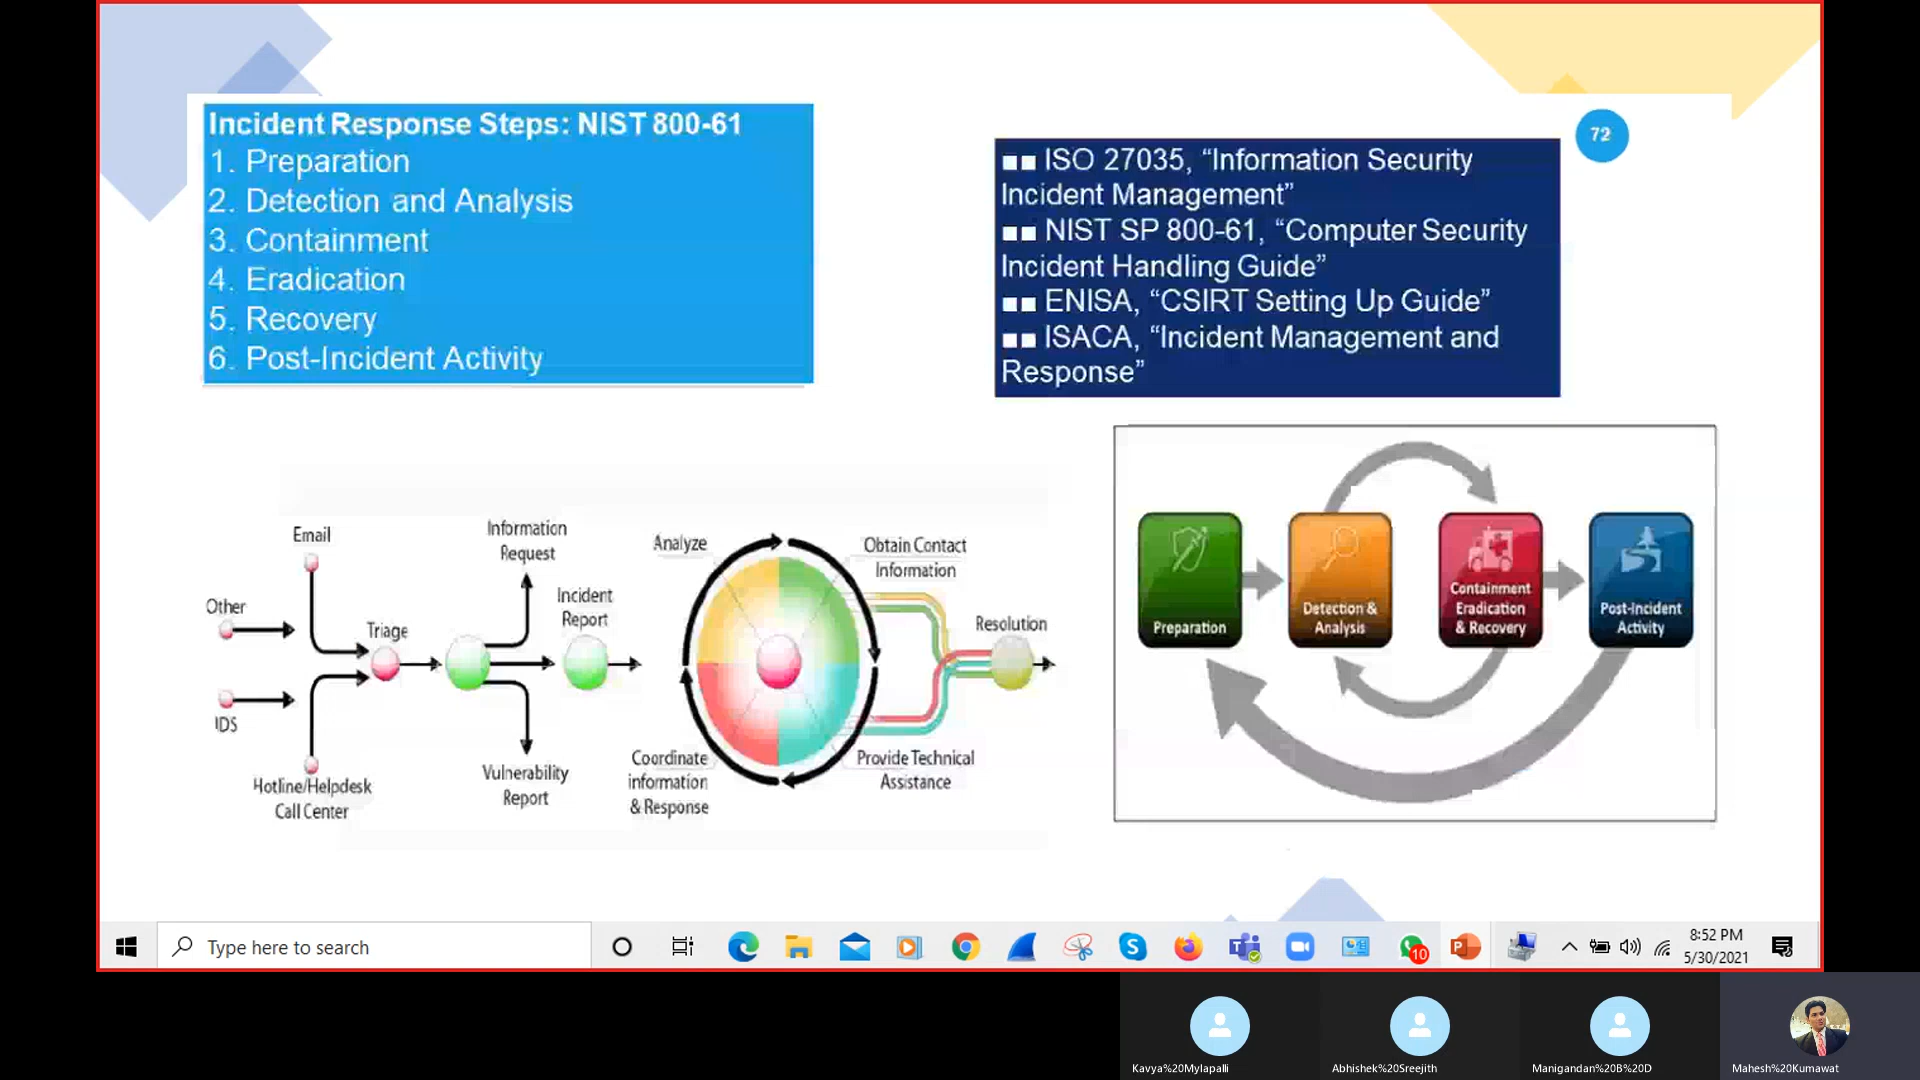 Incident Response Steps: NIST 800-61
1. Preparation
2. Detection and Analysis
3. Containment
4. Eradication
5. Recovery
6. Post-Incident Activity
72
■■ ISO 27035, “Information Security
Incident Management”
■■ NIST SP 800-61, “Computer Security
Incident Handling Guide”
■■ ENISA, “CSIRT Setting Up Guide”
■■ ISACA, “Incident Management and
Response”
Email
Other
IDS
Hotline/Helpdesk
Call Center
Triage
Information
Request
Incident
Report
Vulnerability
Report
Analyze
Obtain Contact
Information
Coordinate
information
& Response
Provide Technical
Assistance
Resolution
Preparation
Detection &
Analysis
Containment
Eradication
& Recovery
Post-Incident
Activity
Type here to search
10
8:52 PM
5/30/2021
Kavya%20Mylapalli
Abhishek%20Sreejith
Manigandan%20B%20D
Mahesh%20Kumawat